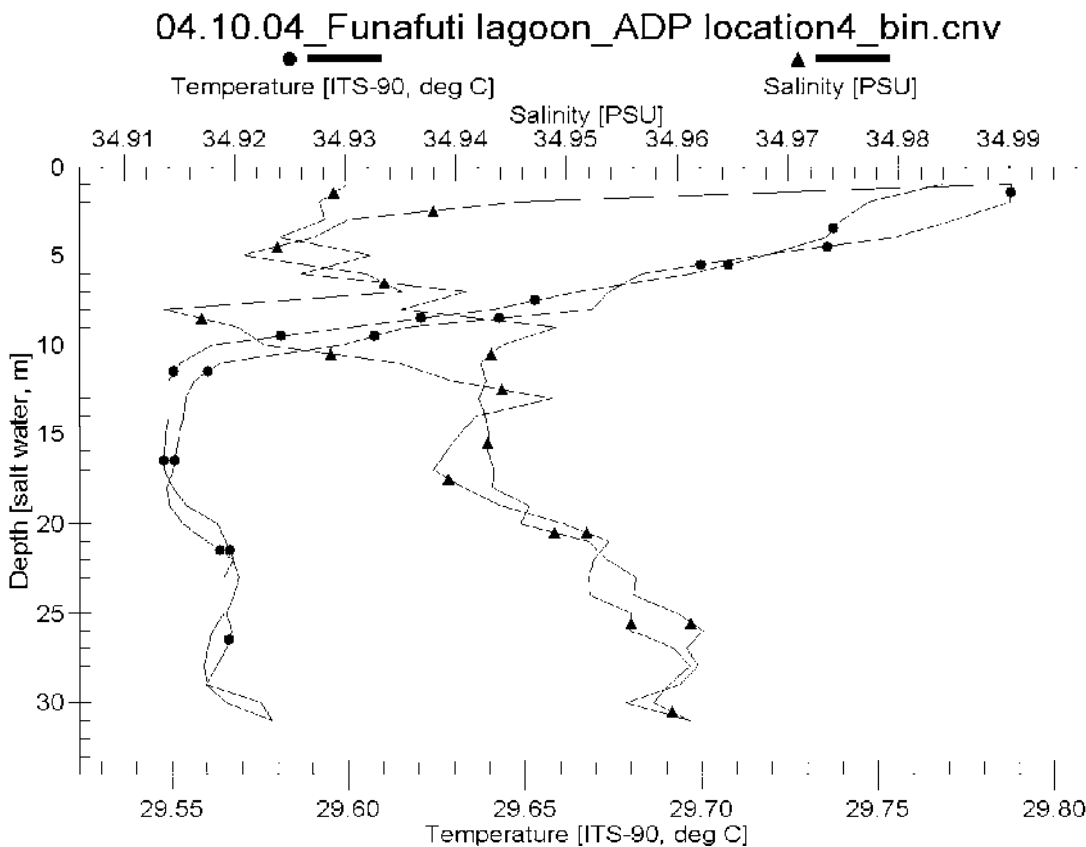 04.10.04_Funafuti lagoon_ADP location4_bin.cnv
Temperature [ITS-90, deg C]
Salinity [PSU]
Salinity [PSU]
34.91 34.92 34.93 34.94 34.95 34.96 34.97 34.98 34.99
0
5
10
15
20
25
30
Depth [salt water, m]
29.55 29.60 29.65 29.70 29.75 29.80
Temperature [ITS-90, deg C]